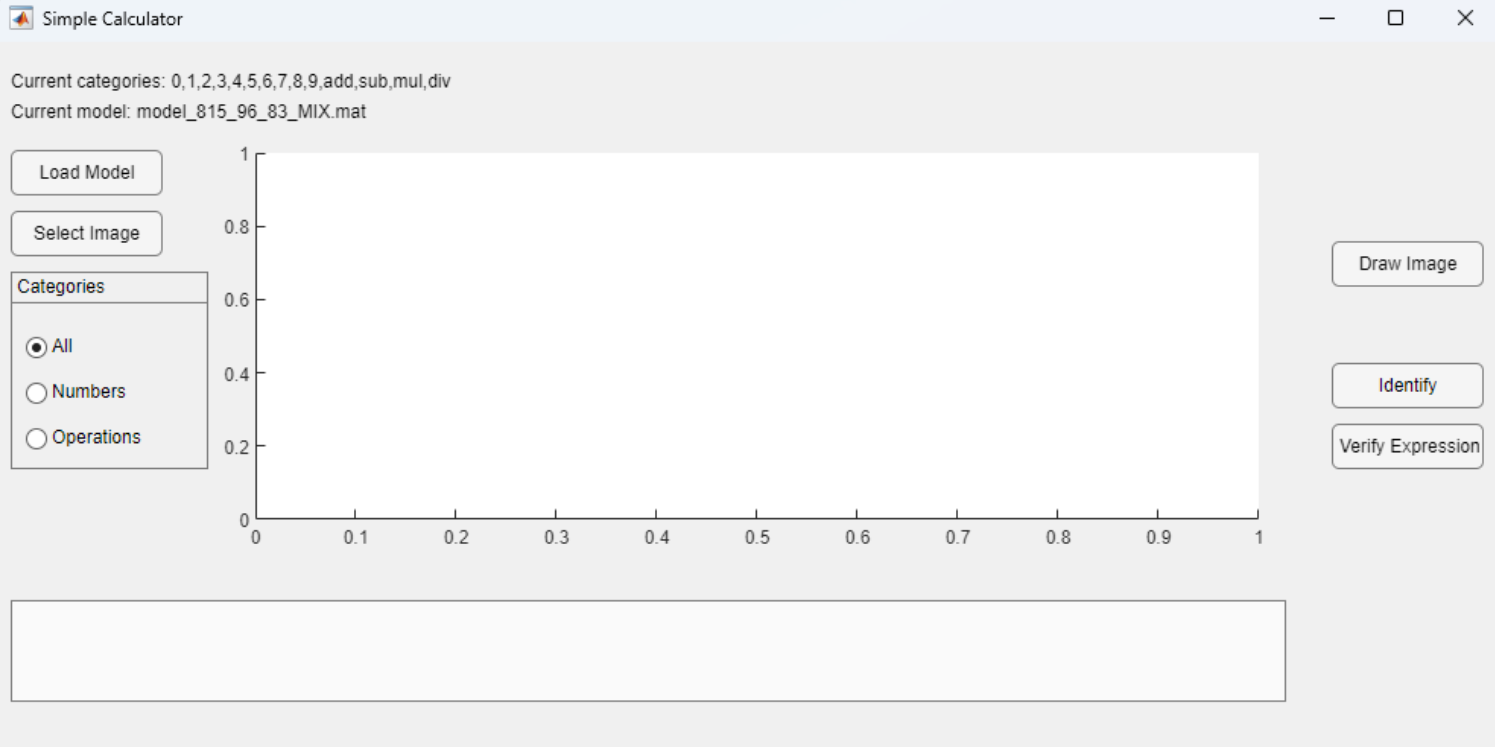 Simple Calculator
Current categories: 0,1,2,3,4,5,6,7,8,9,add,sub,mul,div
Current model: model_815_96_83_MIX.mat
Load Model
Select Image
Categories
All
Numbers
Operations
1
0.8
0.6
0.4
0.2
0
0 0.1 0.2 0.3 0.4 0.5 0.6 0.7 0.8 0.9 1
Draw Image
Identify
Verify Expression